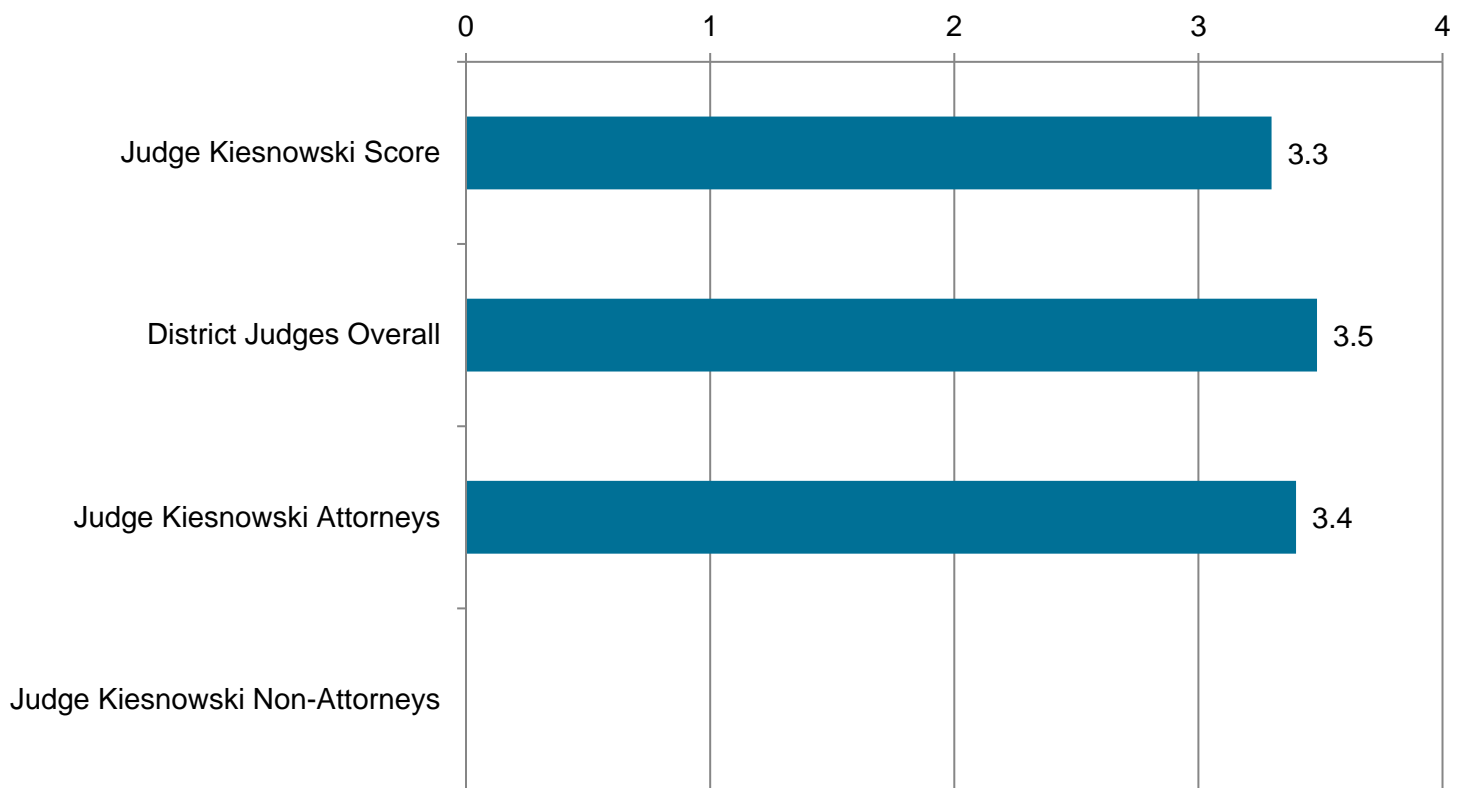 0 1 2 3 4
Judge Kiesnowski Score 3.3
District Judges Overall 3.5
Judge Kiesnowski Attorneys 3.4
Judge Kiesnowski Non-Attorneys